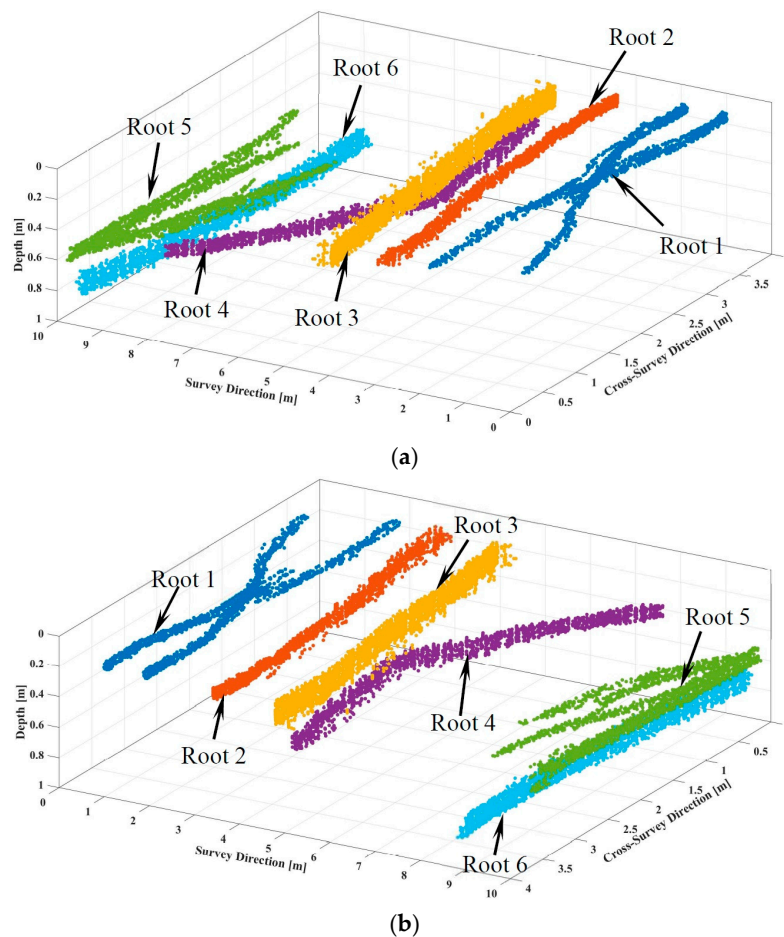 Root 2
Root 6
Root 5
0
0.2
0.4
0.6
0.8
1
Depth [m]
Root 1
Root 4
Root 3
10
9
8
7
6
5
4
3
2
1
0
Survey Direction [m]
0
0.5
1
1.5
2
2.5
3
3.5
Cross-Survey Direction [m]
(a)
Root 3
Root 1
Root 5
0
0.2
0.4
0.6
0.8
1
Depth [m]
Root 4
Root 2
Root 6
0
1
2
3
4
5
6
7
8
9
10
Survey Direction [m]
4
3.5
3
2.5
2
1.5
1
0.5
Cross-Survey Direction [m]
(b)